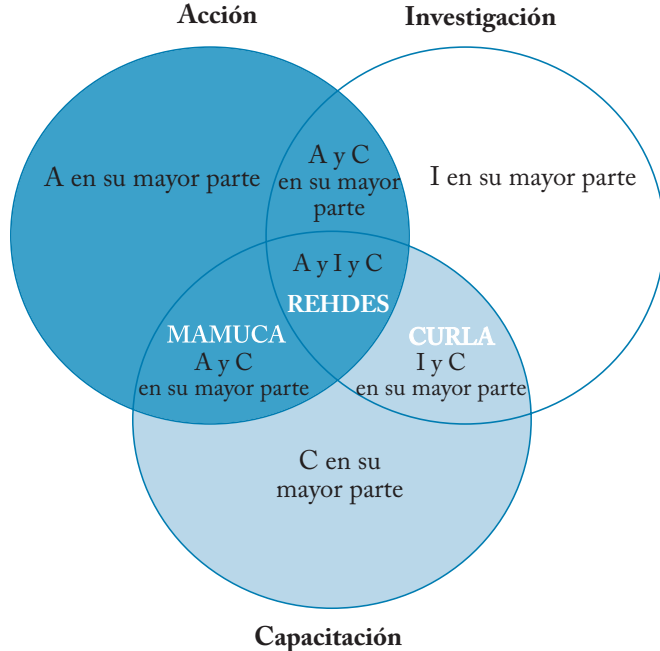 Acción
Investigación
A en su mayor parte
A y C
en su mayor
parte
I en su mayor parte
A y I y C
REHDES
MAMUCA
A y C
en su mayor parte
CURLA
I y C
en su mayor parte
C en su
mayor parte
Capacitación